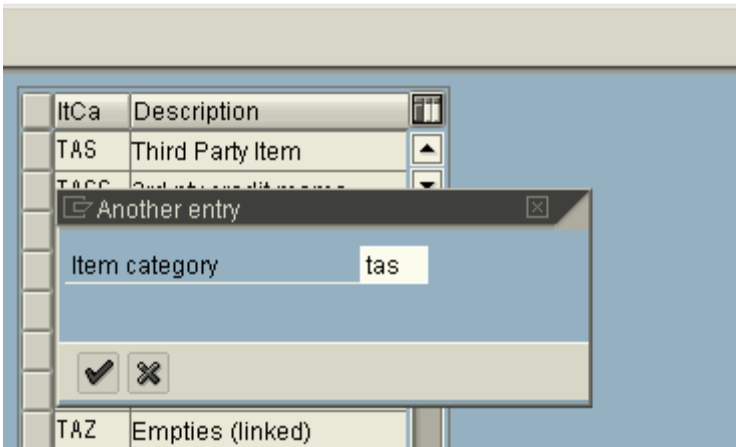 ItCa Description
TAS Third Party Item
Another entry
Item category tas
TAZ Empties (linked)